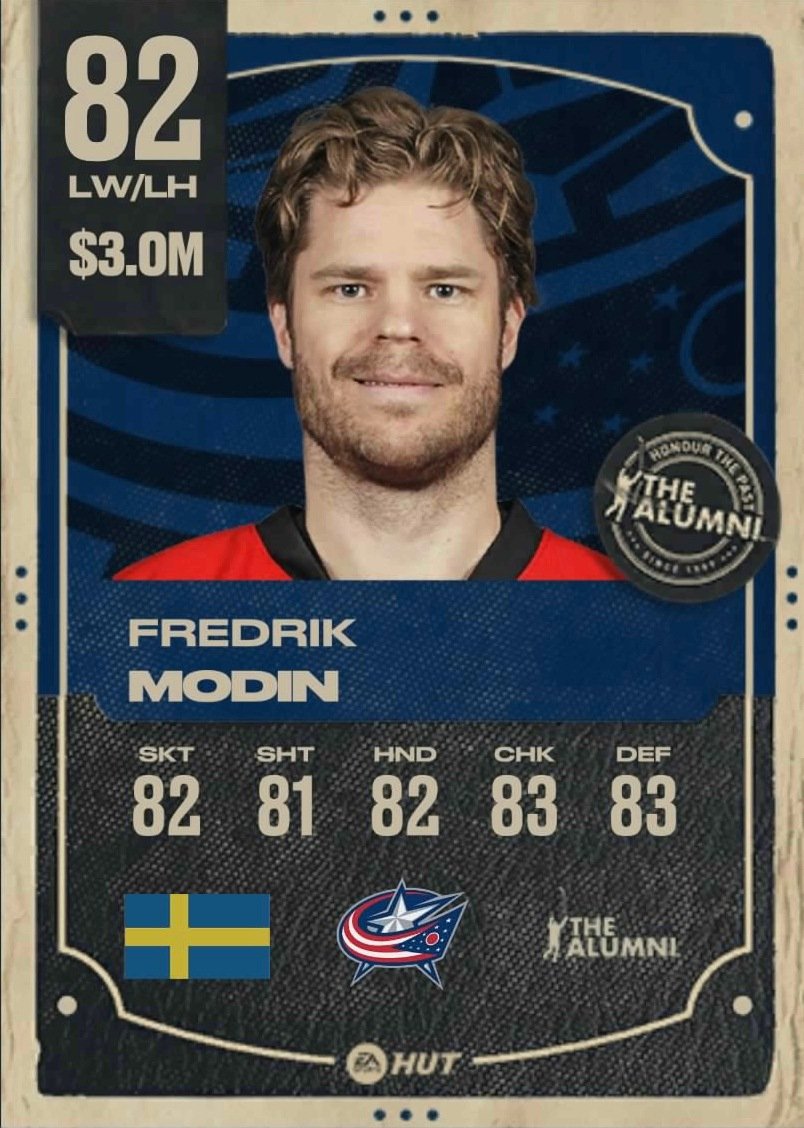 82
LW/LH
$3.0M
HONOUR THE PAST
THE
ALUMNI
FREDRIK
MODIN
SKT SHT HND CHK DEF
82 81 82 83 83
THE
ALUMNI
EA HUT